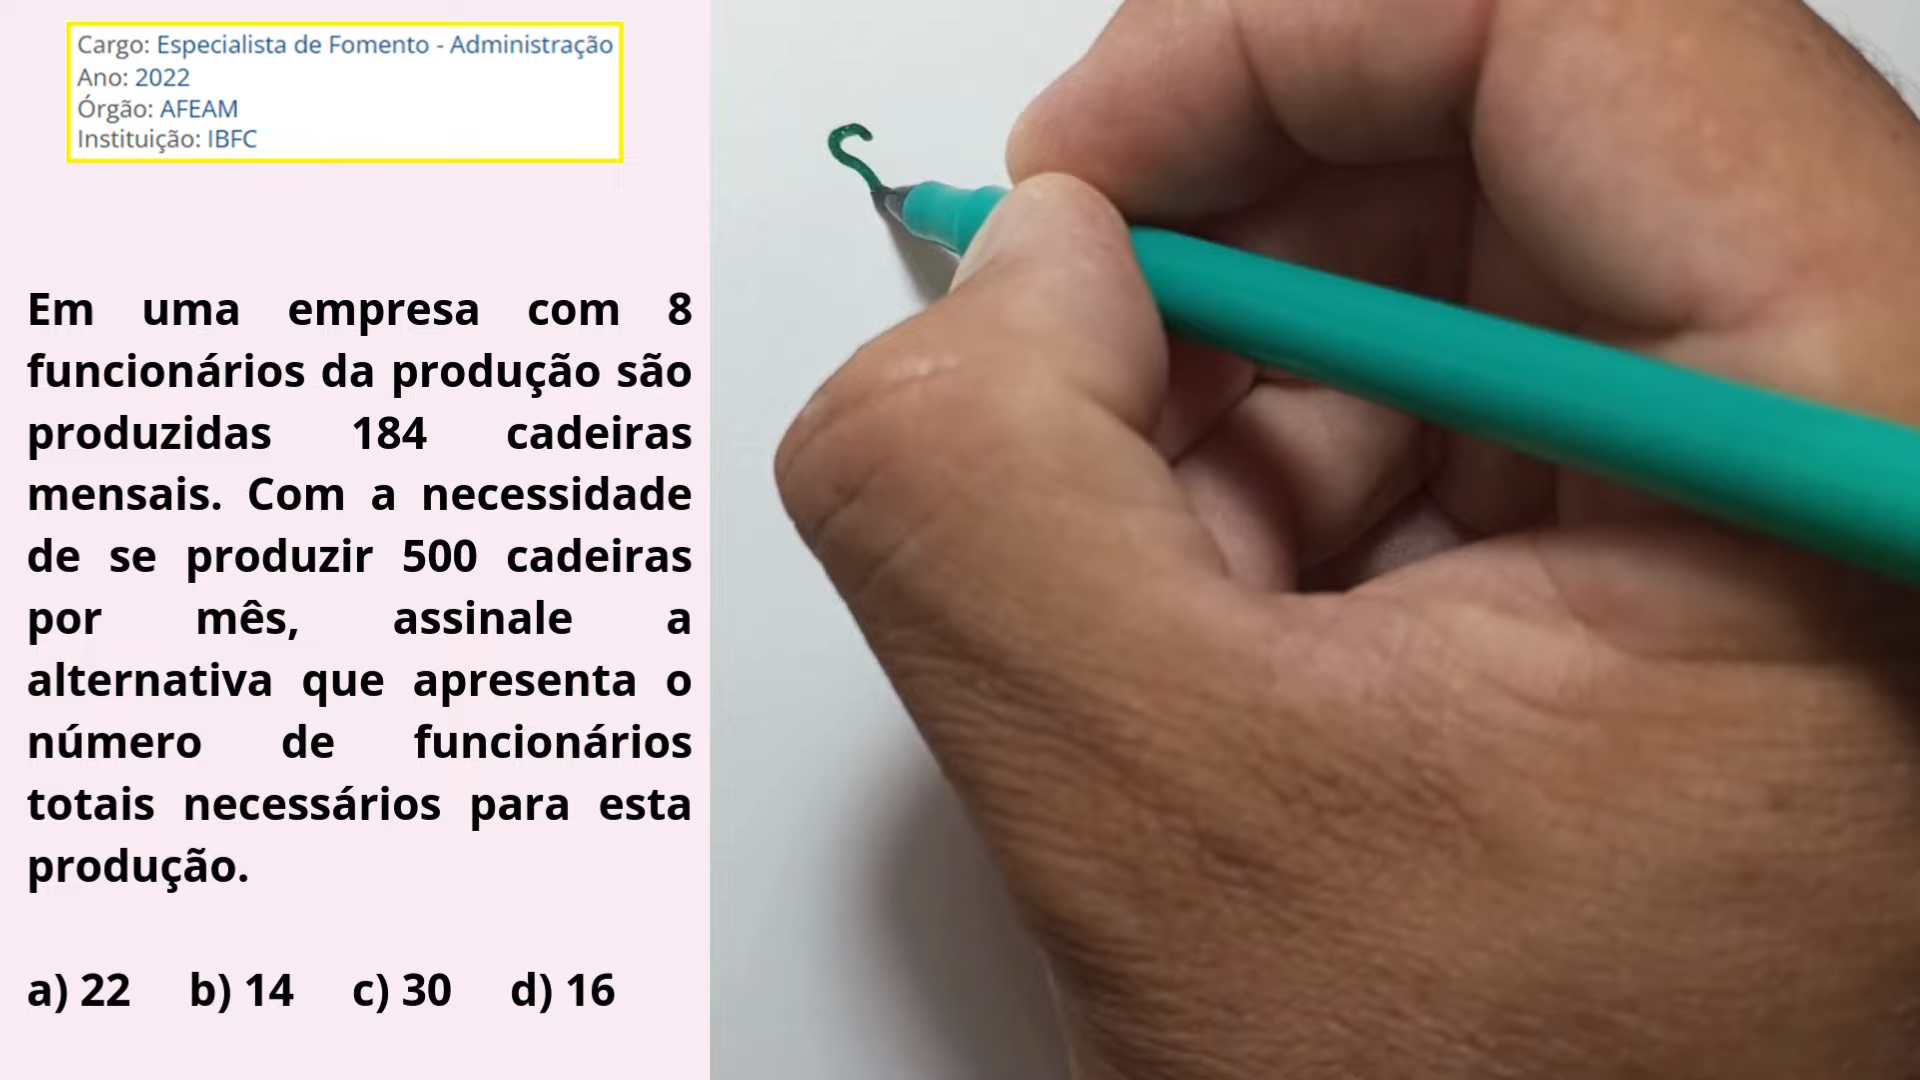 Cargo: Especialista de Fomento - Administração
Ano: 2022
Órgão: AFEAM
Instituição: IBFC
Em uma empresa com 8
funcionários da produção são
produzidas 184 cadeiras
mensais. Com a necessidade
de se produzir 500 cadeiras
por mês, assinale a
alternativa que apresenta o
número de funcionários
totais necessários para esta
produção.
a) 22 b) 14 c) 30 d) 16